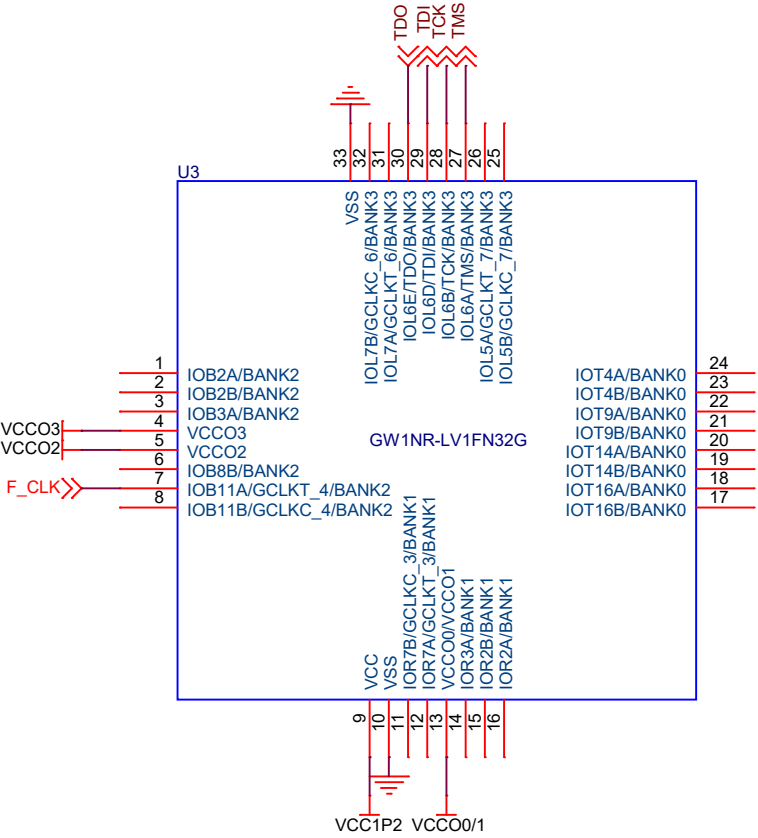 TDO
TDI
TCK
TMS
33
32
31
30
29
28
27
26
25
U3
VSS
IOL7B/GCLKC_6/BANK3
IOL7A/GCLKT_6/BANK3
IOL6E/TDO/BANK3
IOL6D/TDI/BANK3
IOL6B/TCK/BANK3
IOL6A/TMS/BANK3
IOL5A/GCLKT_7/BANK3
IOL5B/GCLKC_7/BANK3
1 IOB2A/BANK2
2 IOB2B/BANK2
3 IOB3A/BANK2
VCCO3 4 VCCO3
VCCO2 5 VCCO2
6 IOB8B/BANK2
F_CLK 7 IOB11A/GCLKT_4/BANK2
8 IOB11B/GCLKC_4/BANK2
GW1NR-LV1FN32G
IOT4A/BANK0 24
IOT4B/BANK0 23
IOT9A/BANK0 22
IOT9B/BANK0 21
IOT14A/BANK0 20
IOT14B/BANK0 19
IOT16A/BANK0 18
IOT16B/BANK0 17
VCC
VSS
IOR7B/GCLKC_3/BANK1
IOR7A/GCLKT_3/BANK1
VCCO0/VCCO1
IOR3A/BANK1
IOR2B/BANK1
IOR2A/BANK1
9
10
11
12
13
14
15
16
VCC1P2 VCCO0/1